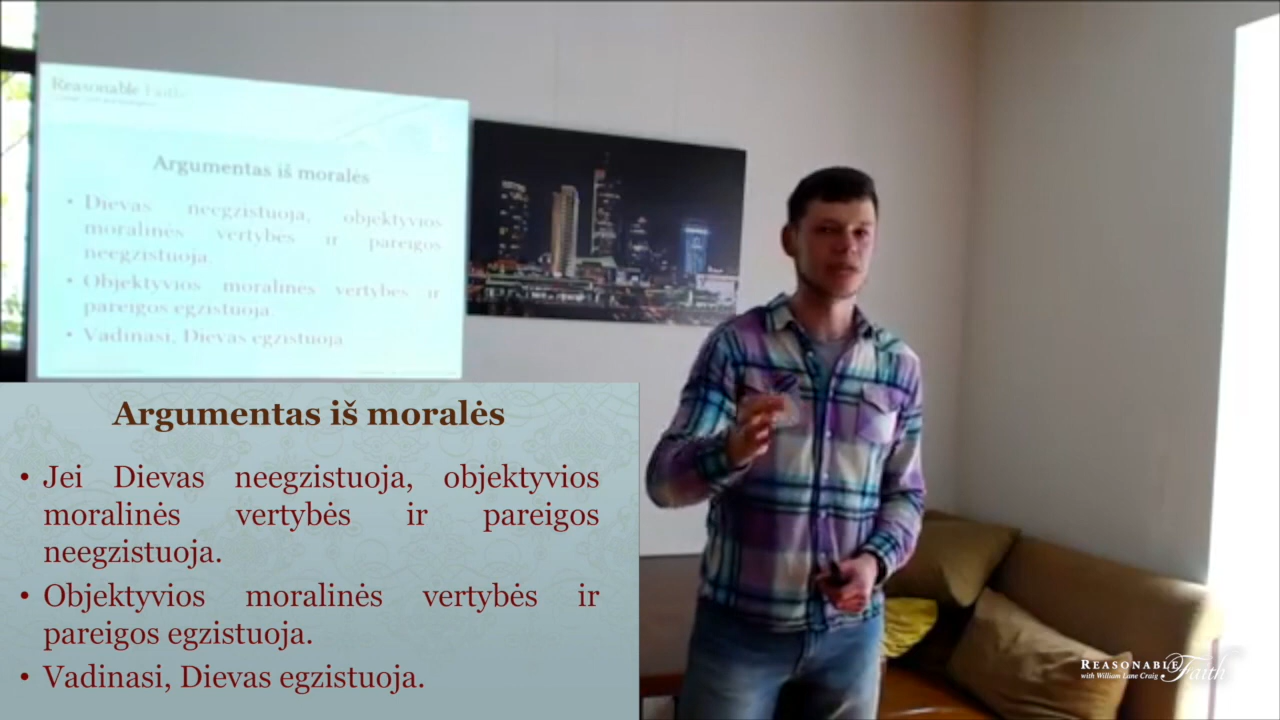 Reasonable Faith
Argumentas iš moralės
• Dievas neegzistuoja, objektyvios
moralinės vertybės ir pareigos
neegzistuoja.
• Objektyvios moralinės vertybės ir
pareigos egzistuoja
• Vadinasi, Dievas egzistuoja
Argumentas iš moralės
• Jei Dievas neegzistuoja, objektyvios
moralinės vertybės ir pareigos
neegzistuoja.
• Objektyvios moralinės vertybės ir
pareigos egzistuoja.
• Vadinasi, Dievas egzistuoja.
REASONABLE Faith
with William Lane Craig